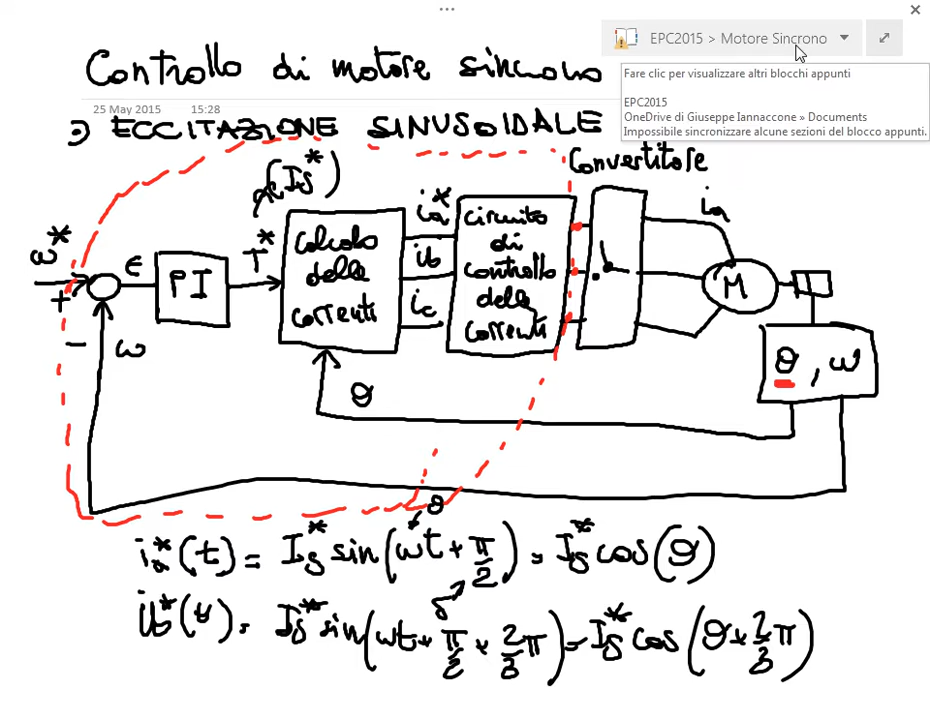 EPC2015 > Motore Sincrono
Fare clic per visualizzare altri blocchi appunti
EPC2015
OneDrive di Giuseppe Iannaccone » Documents
Impossibile sincronizzare alcune sezioni del blocco appunti.
Controllo di motore sincrono
25 May 2015 15:28
ECCITAZIONE SINUSOIDALE
Convertitore
(Is*)
ω*
+
−
ε
PI
T*
Calcolo
delle
correnti
ia*
ib
ic
Circuito
di
controllo
delle
correnti
ia
M
θ, ω
ω
θ
θ
ia*(t) = Is* sin(ωt + π/2) = Is* cos(θ)
δ
ib*(t) = Is* sin(ωt + π/2 + 2/3 π) = Is* cos(θ + 2/3 π)